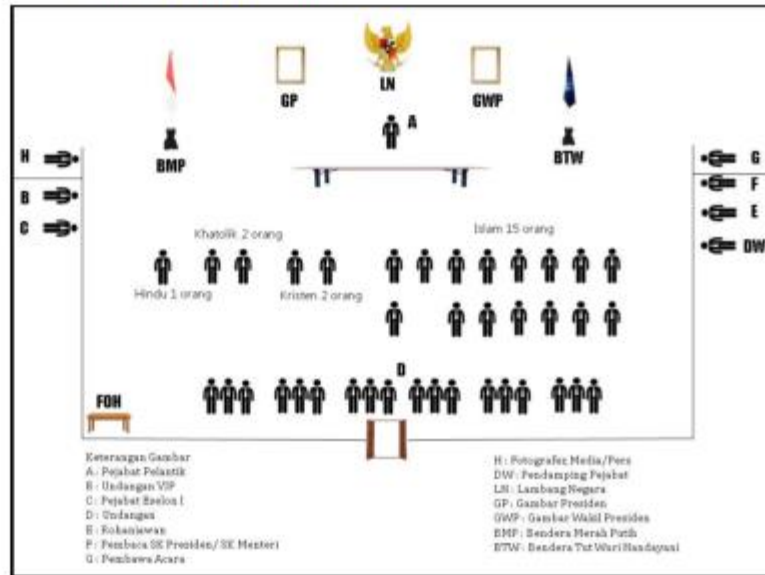 LN
GP
GWP
A
BMP
BTW
H
B
C
G
F
E
DW
Khatolik 2 orang
Islam 15 orang
Hindu 1 orang
Kristen 2 orang
D
FOH
Keterangan Gambar
A : Pejabat Pelantik
B : Undangan VIP
C : Pejabat Eselon I
D : Undangan
E : Rohaniawan
F : Pembaca SK Presiden/ SK Menteri
G : Pembawa Acara
H : Fotografer, Media/Pers
DW : Pendamping Pejabat
LN : Lambang Negara
GP : Gambar Presiden
GWP : Gambar Wakil Presiden
BMP : Bendera Merah Putih
BTW : Bendera Tut Wuri Handayani